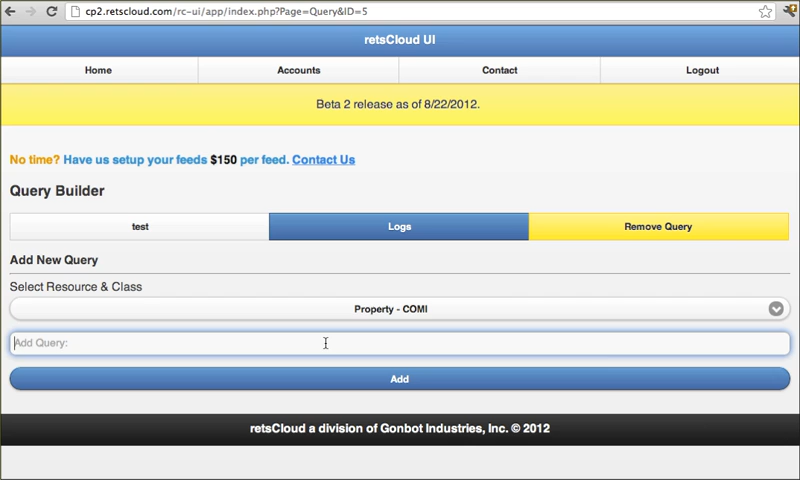 cp2.retscloud.com/rc-ui/app/index.php?Page=Query&ID=5
retsCloud UI
Home Accounts Contact Logout
Beta 2 release as of 8/22/2012.
No time? Have us setup your feeds $150 per feed. Contact Us
Query Builder
test Logs Remove Query
Add New Query
Select Resource & Class
Property - COMI
Add Query:
Add
retsCloud a division of Gonbot Industries, Inc. © 2012